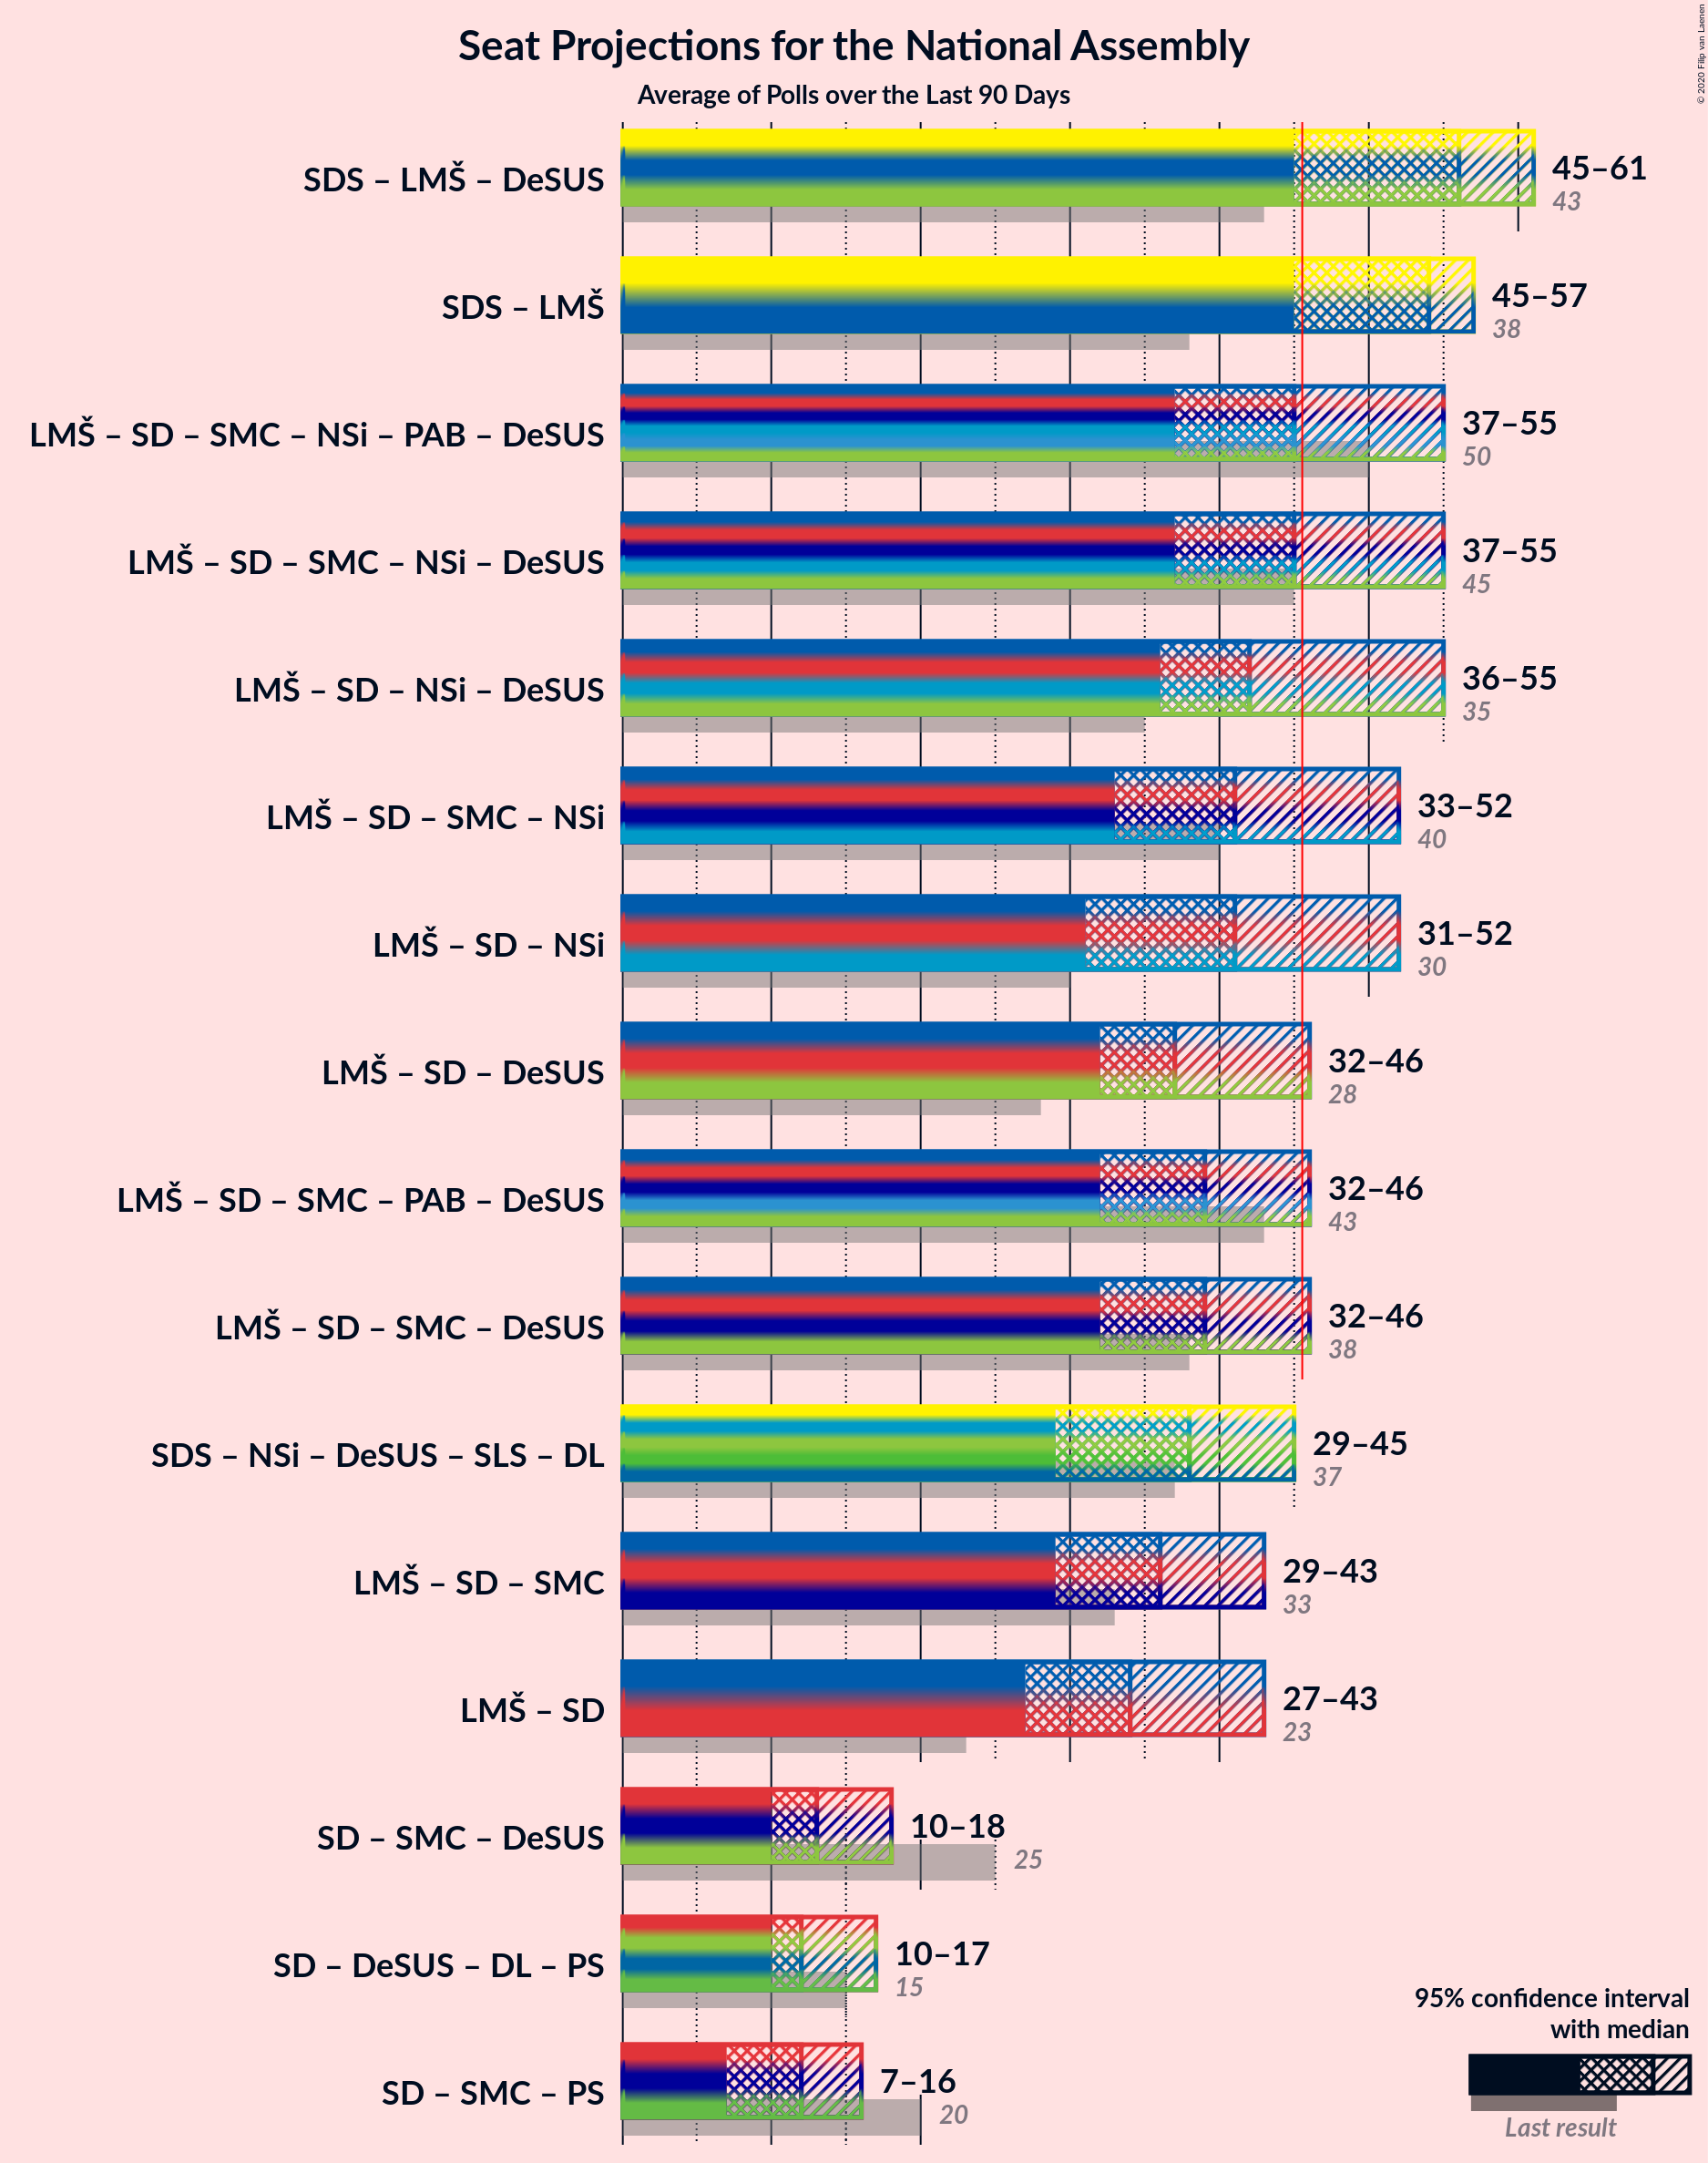 Seat Projections for the National Assembly
Average of Polls over the Last 90 Days
© 2020 Filip van Laenen
SDS – LMŠ – DeSUS
45–61
43
SDS – LMŠ
45–57
38
LMŠ – SD – SMC – NSi – PAB – DeSUS
37–55
50
LMŠ – SD – SMC – NSi – DeSUS
37–55
45
LMŠ – SD – NSi – DeSUS
36–55
35
LMŠ – SD – SMC – NSi
33–52
40
LMŠ – SD – NSi
31–52
30
LMŠ – SD – DeSUS
32–46
28
LMŠ – SD – SMC – PAB – DeSUS
32–46
43
LMŠ – SD – SMC – DeSUS
32–46
38
SDS – NSi – DeSUS – SLS – DL
29–45
37
LMŠ – SD – SMC
29–43
33
LMŠ – SD
27–43
23
SD – SMC – DeSUS
10–18
25
SD – DeSUS – DL – PS
10–17
15
SD – SMC – PS
7–16
20
95% confidence interval
with median
Last result